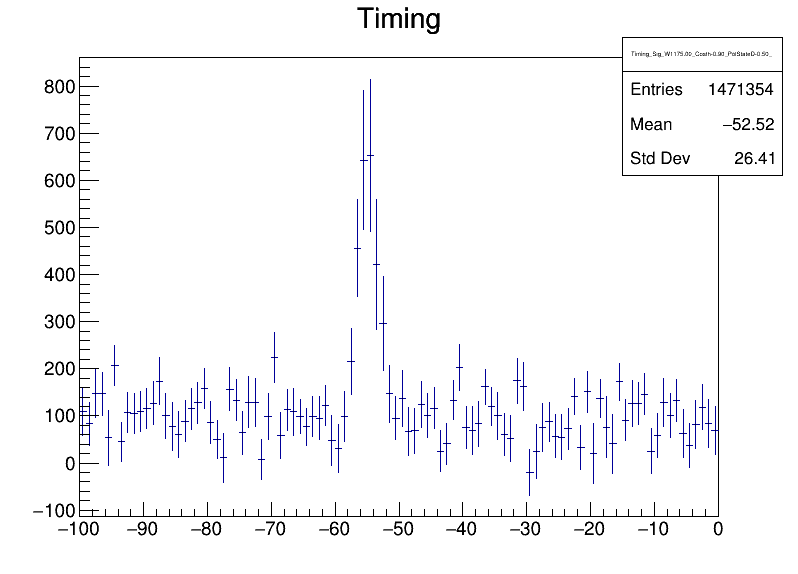 Timing
Timing_Sig_W1175.00_Costh-0.90_PolStateD-0.50_
Entries 1471354
Mean −52.52
Std Dev 26.41
800
700
600
500
400
300
200
100
0
−100
−100 −90 −80 −70 −60 −50 −40 −30 −20 −10 0